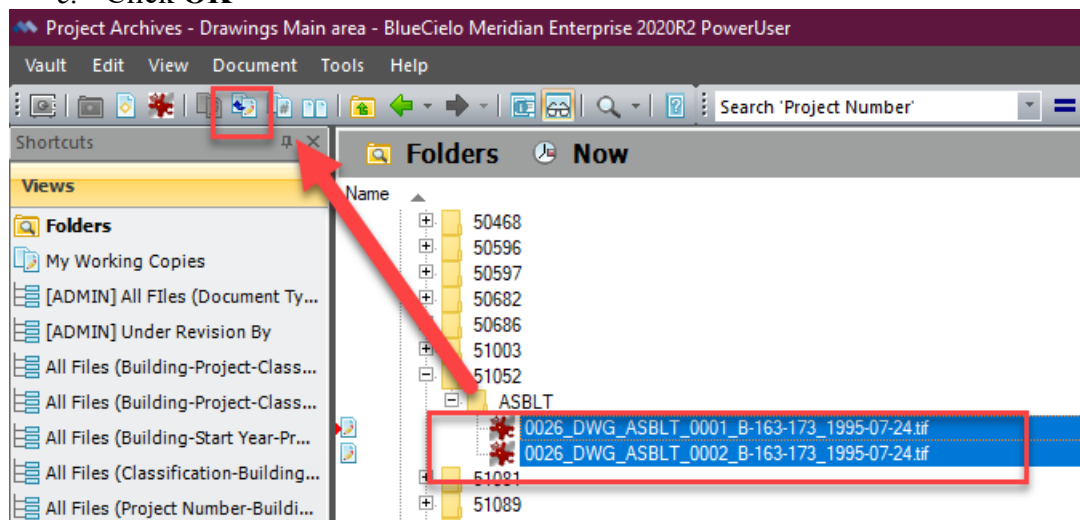 Click OK
Project Archives - Drawings Main area - BlueCielo Meridian Enterprise 2020R2 PowerUser
Vault Edit View Document Tools Help
Search 'Project Number'
Shortcuts
Folders Now
Views
Name
Folders
My Working Copies
[ADMIN] All FIles (Document Ty...
[ADMIN] Under Revision By
All Files (Building-Project-Class...
All Files (Building-Project-Class...
All Files (Building-Start Year-Pr...
All Files (Classification-Building...
All Files (Project Number-Buildi...
50468
50596
50597
50682
50686
51003
51052
ASBLT
0026_DWG_ASBLT_0001_B-163-173_1995-07-24.tif
0026_DWG_ASBLT_0002_B-163-173_1995-07-24.tif
51081
51089